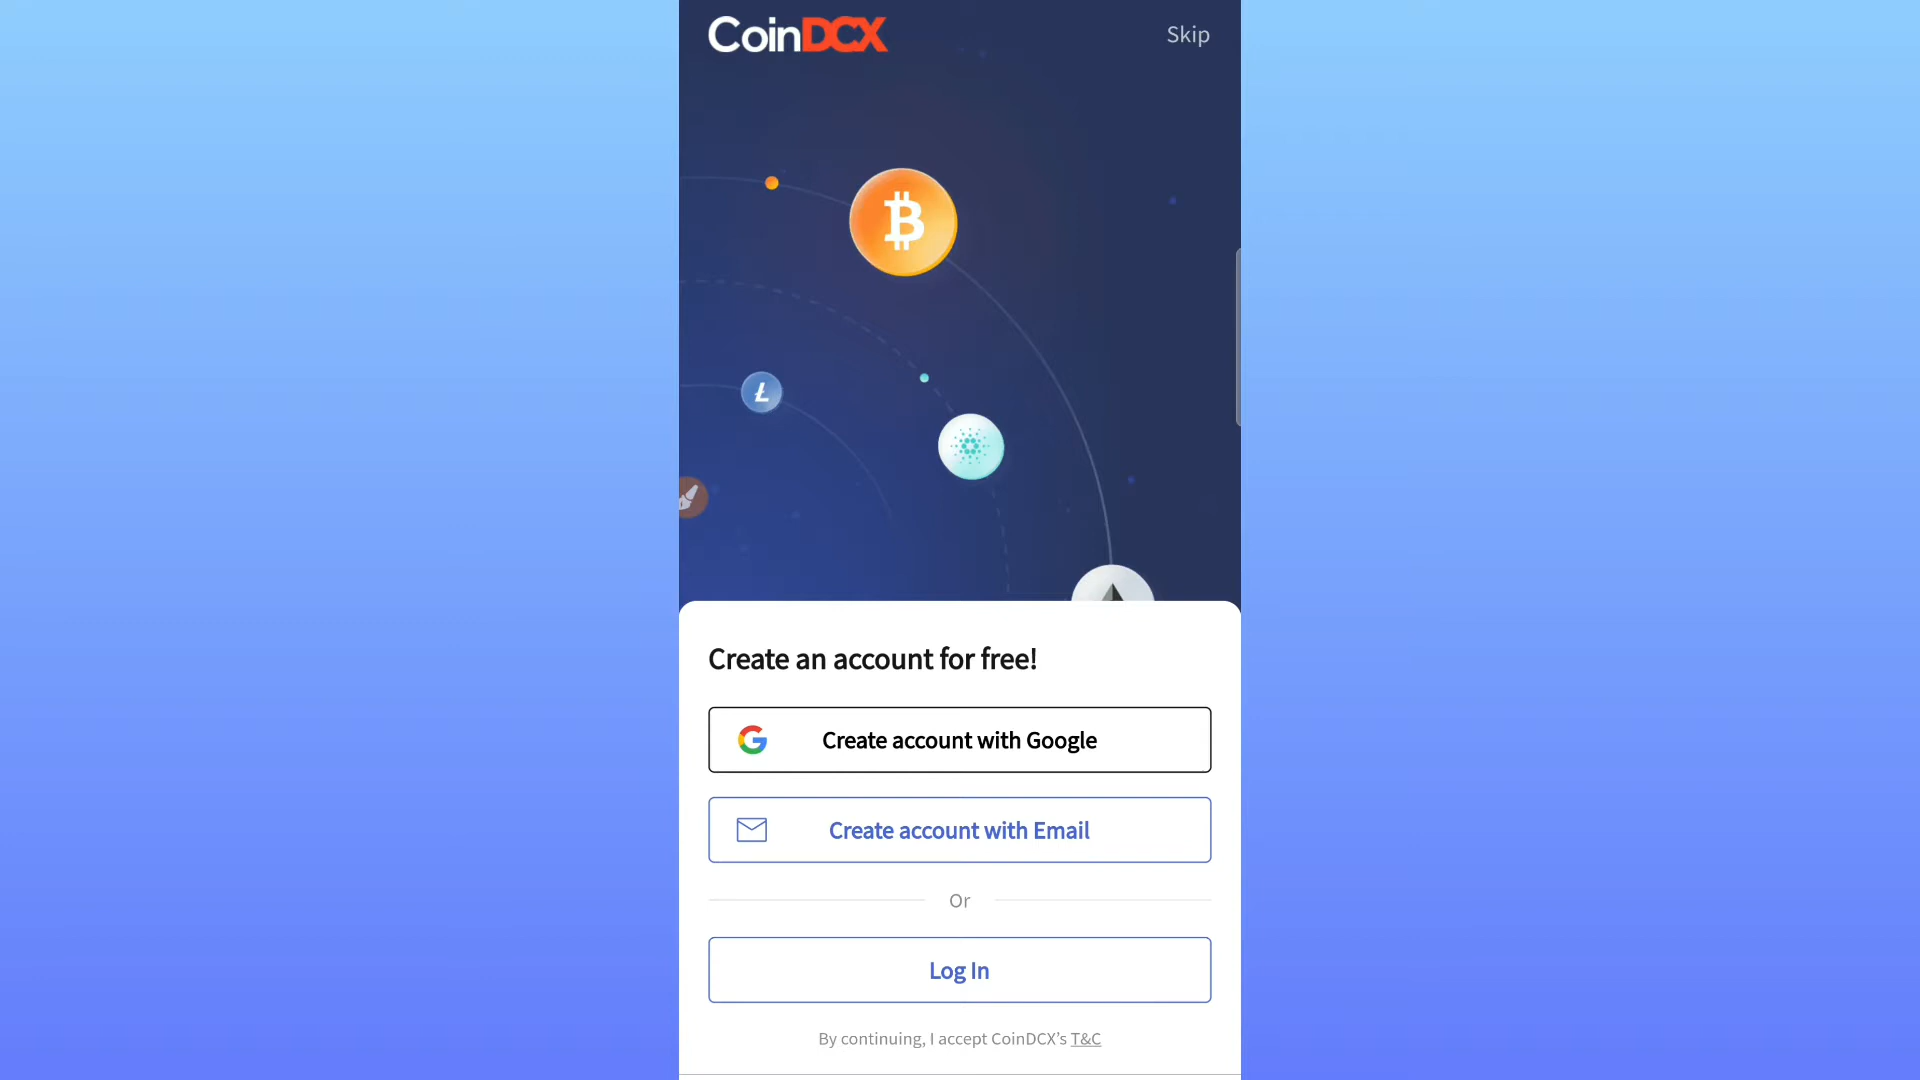 CoinDCX
Skip
Create an account for free!
Create account with Google
Create account with Email
Or
Log In
By continuing, I accept CoinDCX’s T&C